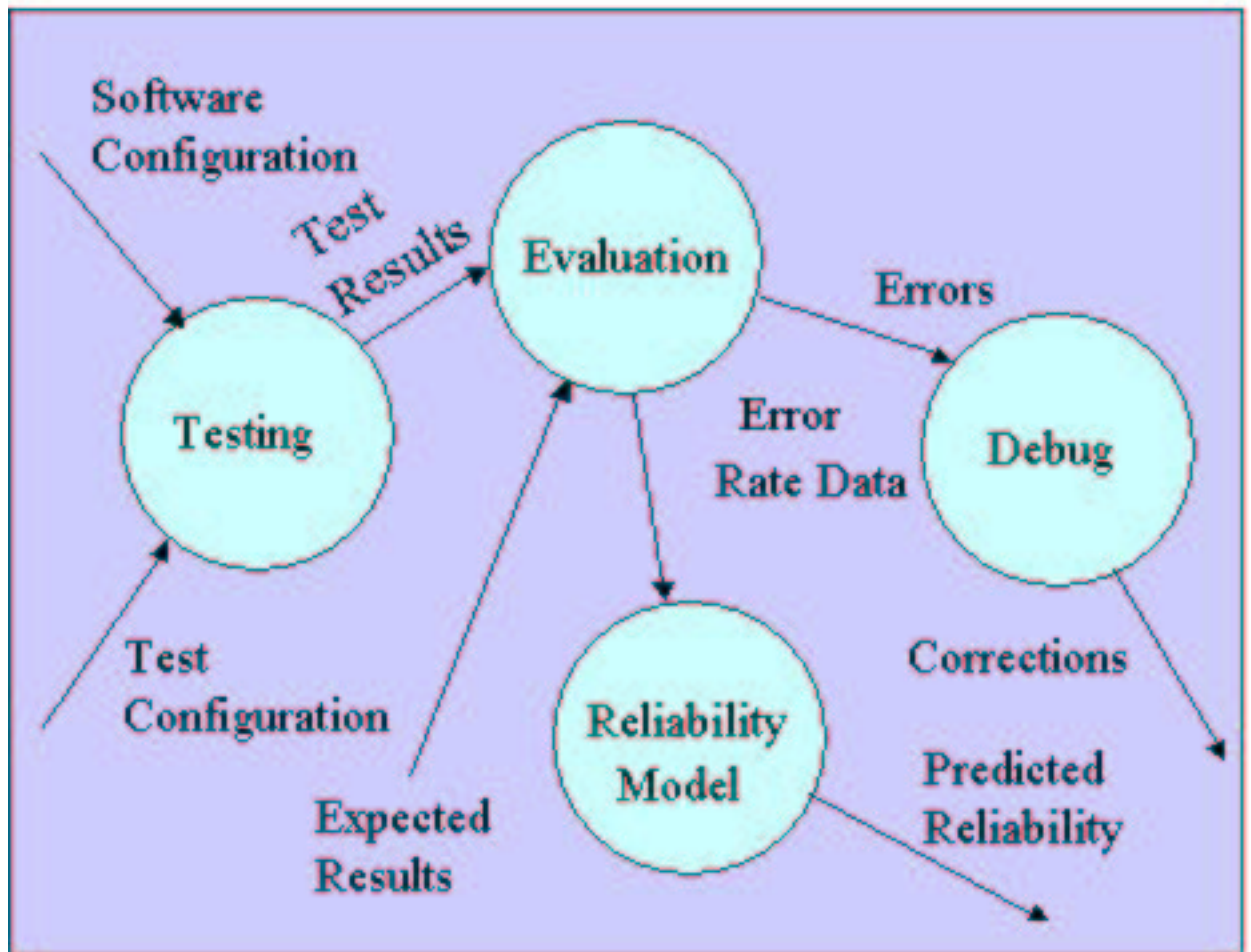 Software
Configuration
Test
Results
Evaluation
Errors
Testing
Error
Rate Data
Debug
Test
Configuration
Expected
Results
Reliability
Model
Corrections
Predicted
Reliability